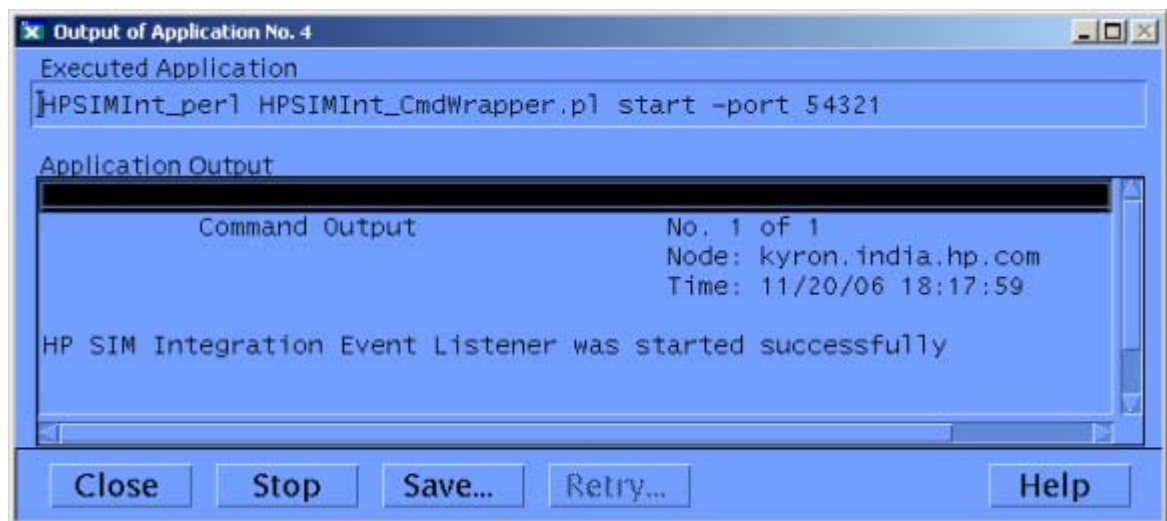 Output of Application No. 4
Executed Application
HPSIMInt_perl HPSIMInt_CmdWrapper.pl start -port 54321
Application Output
Command Output No. 1 of 1
Node: kyron.india.hp.com
Time: 11/20/06 18:17:59
HP SIM Integration Event Listener was started successfully
Close Stop Save... Retry... Help